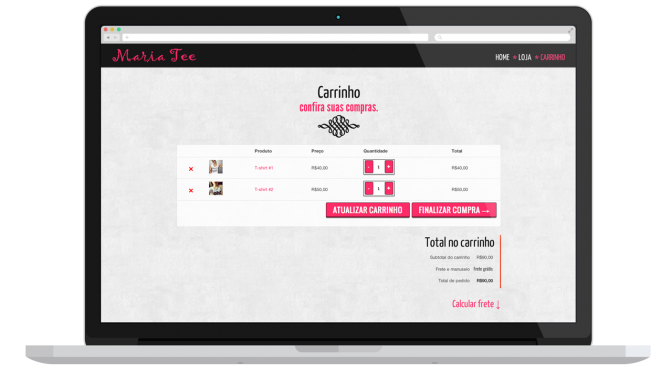 Maria Tee
HOME LOJA CARRINHO
Carrinho
confira suas compras.
Produto Preço Quantidade Total
× T-shirt #1 R$40,00 - 1 + R$40,00
× T-shirt #2 R$50,00 - 1 + R$50,00
ATUALIZAR CARRINHO FINALIZAR COMPRA →
Total no carrinho
Subtotal do carrinho R$90,00
Frete e manuseio frete grátis
Total de pedido R$90,00
Calcular frete ↓